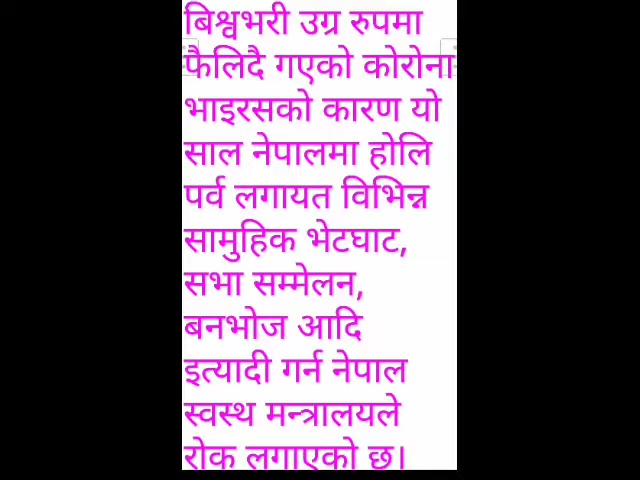 बिश्वभरी उग्र रुपमा
फैलिदै गएको कोरोना
भाइरसको कारण यो
साल नेपालमा होलि
पर्व लगायत विभिन्न
सामुहिक भेटघाट,
सभा सम्मेलन,
बनभोज आदि
इत्यादी गर्न नेपाल
स्वस्थ मन्त्रालयले
रोक लगाएको छ।